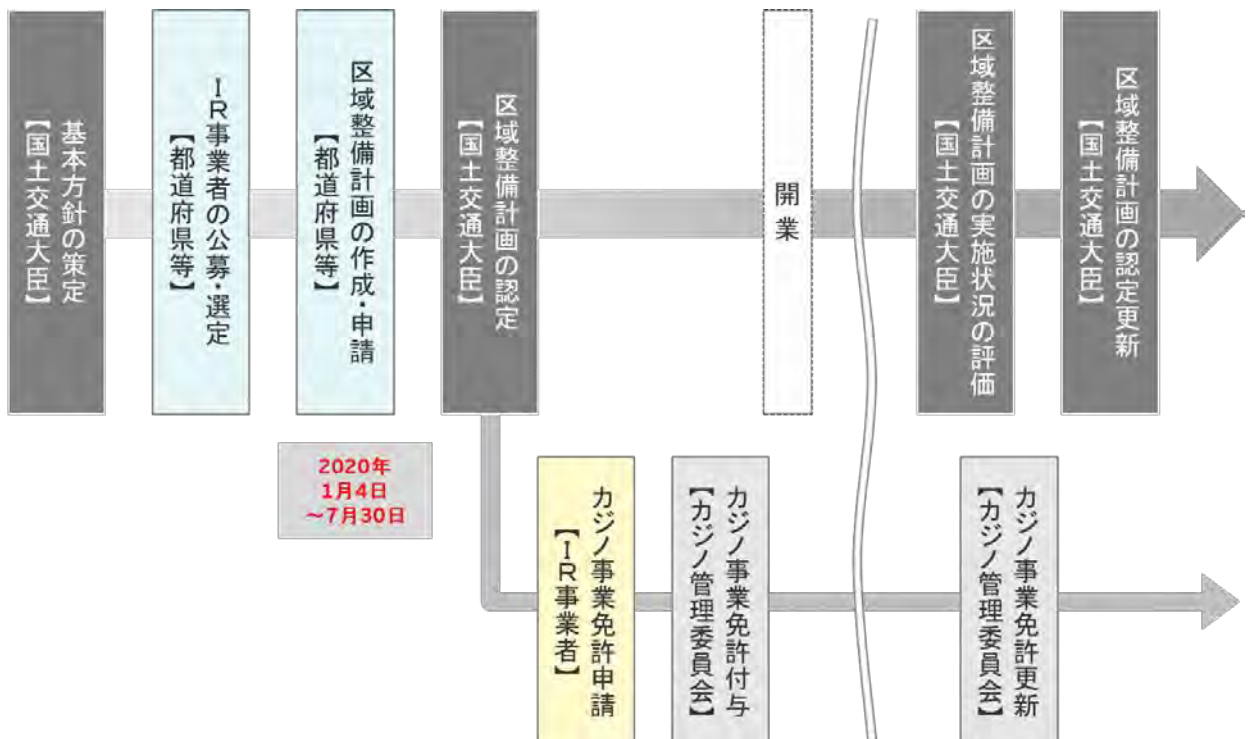 基本方針の策定
【国土交通大臣】
IR事業者の公募・選定
【都道府県等】
区域整備計画の作成・申請
【都道府県等】
区域整備計画の認定
【国土交通大臣】
開業
区域整備計画の実施状況の評価
【国土交通大臣】
区域整備計画の認定更新
【国土交通大臣】
2020年
1月4日
～7月30日
カジノ事業免許申請
【IR事業者】
カジノ事業免許付与
【カジノ管理委員会】
カジノ事業免許更新
【カジノ管理委員会】